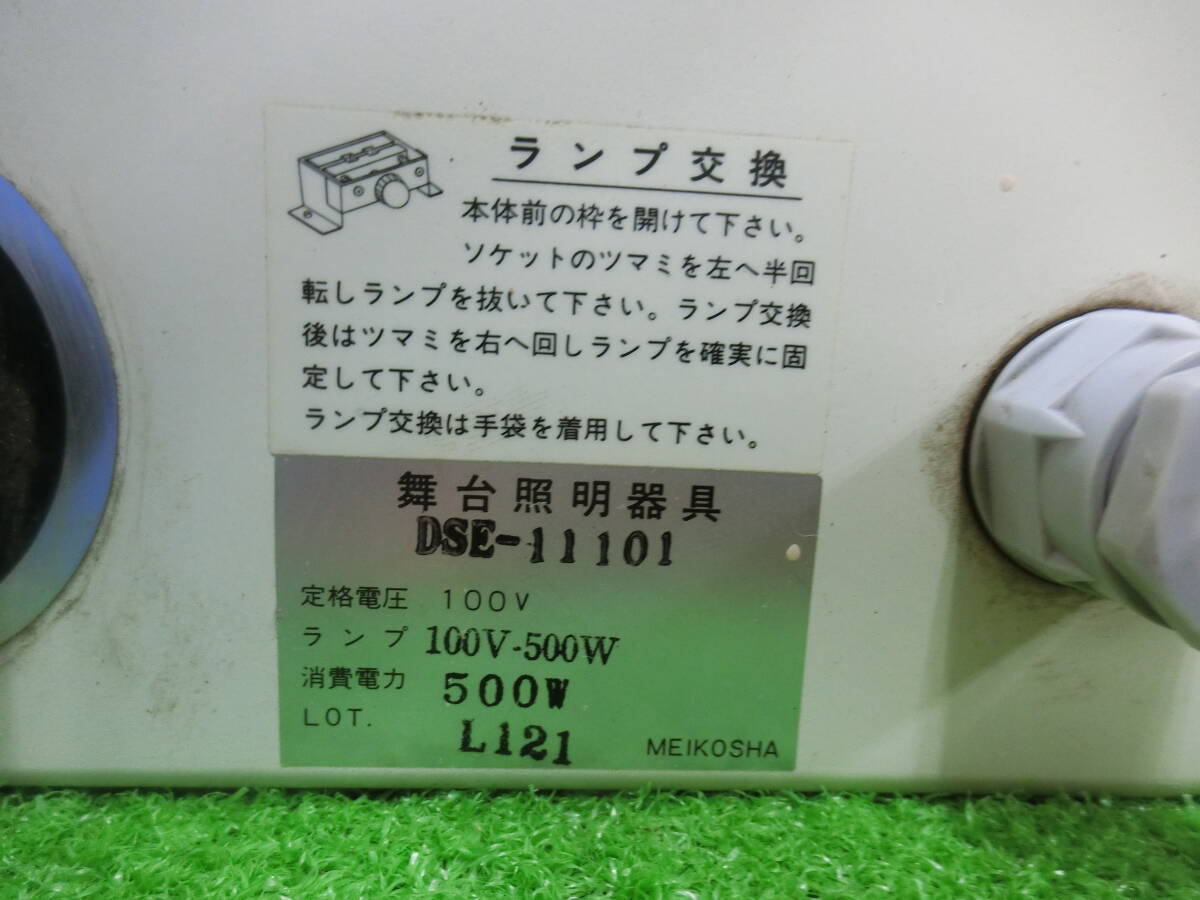 ランプ交換
本体前の枠を開けて下さい。
ソケットのツマミを左へ半回
転しランプを抜いて下さい。ランプ交換
後はツマミを右へ回しランプを確実に固
定して下さい。
ランプ交換は手袋を着用して下さい。
舞台照明器具
DSE-11101
定格電圧 100V
ランプ 100V-500W
消費電力 500W
LOT. L121
MEIKOSHA